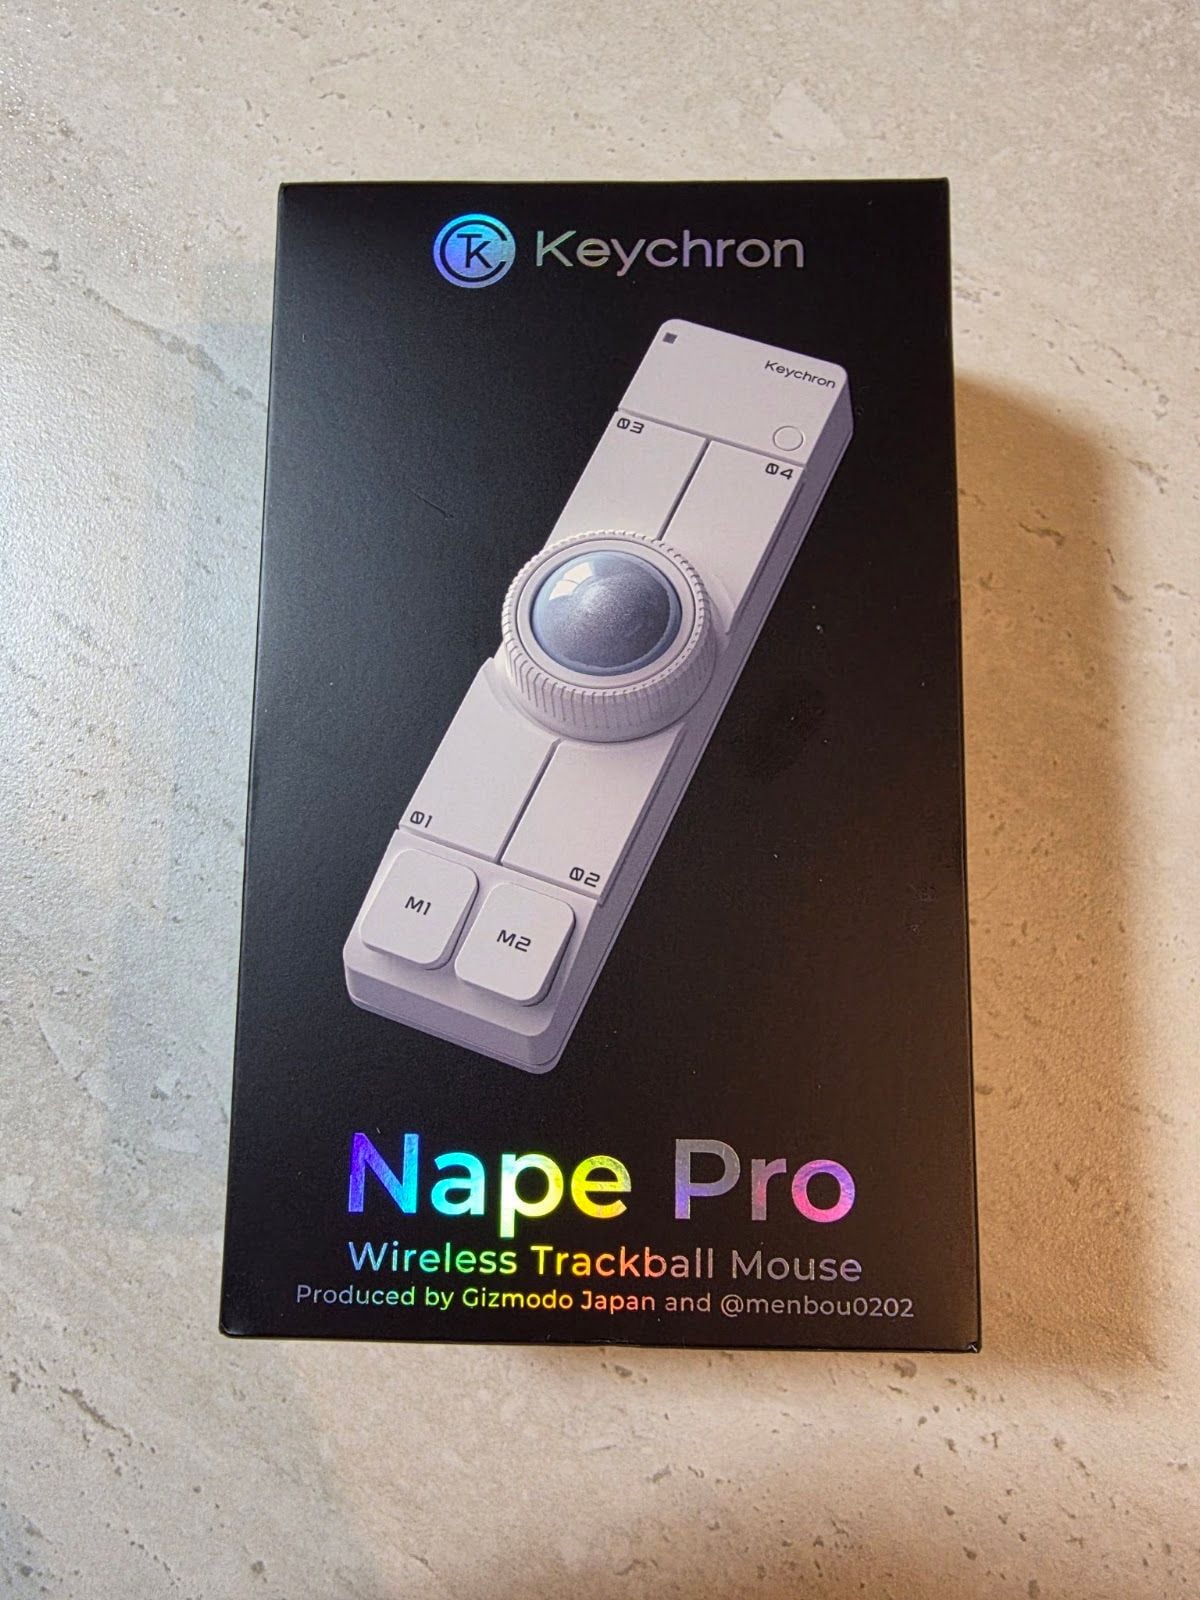 Keychron
Keychron
03
04
01
02
M1
M2
Nape Pro
Wireless Trackball Mouse
Produced by Gizmodo Japan and @menbou0202